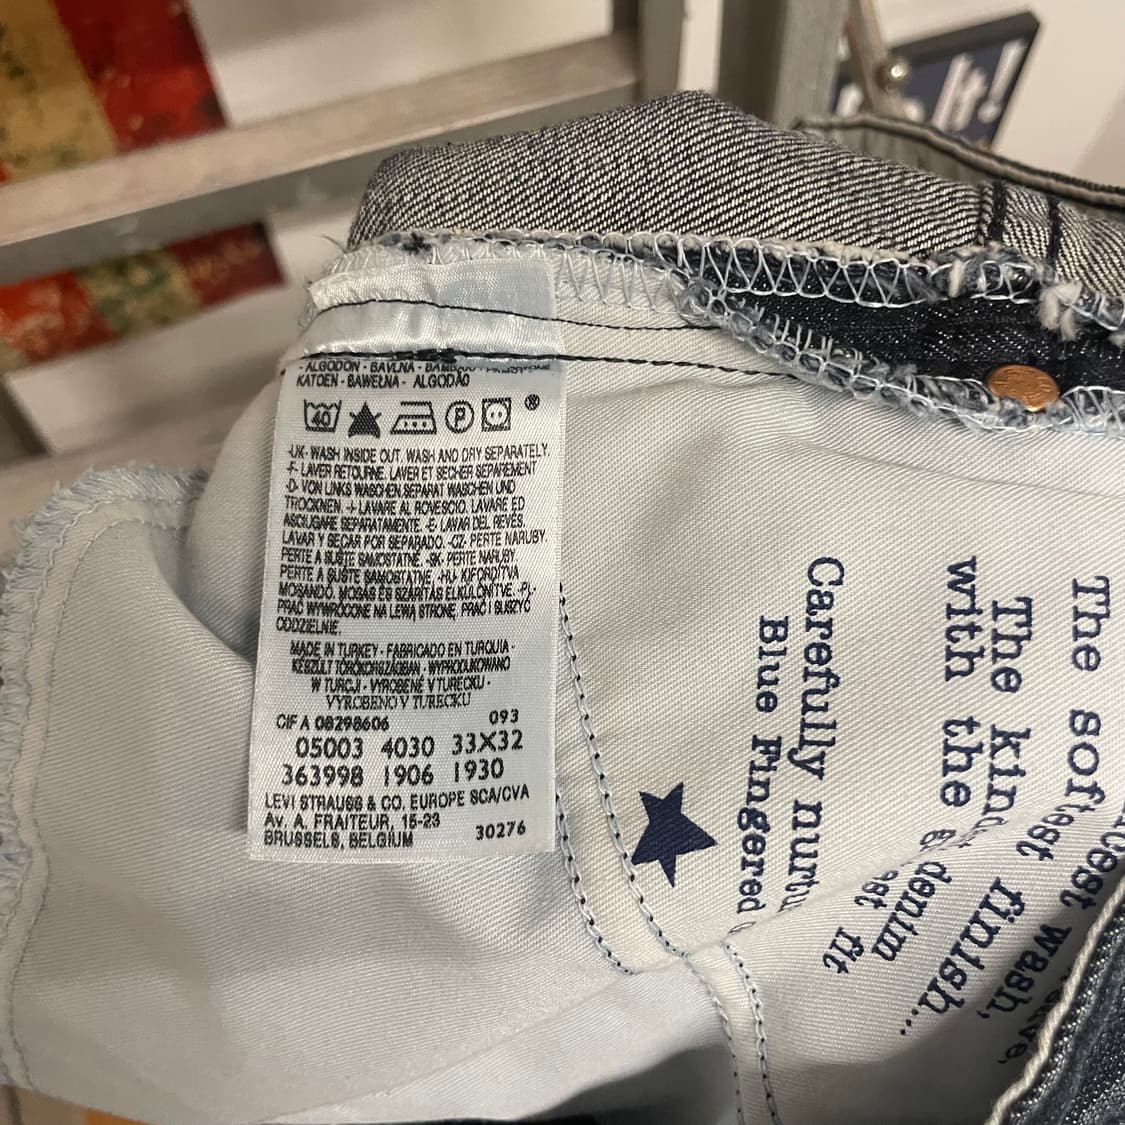 It!
- ALGODON - BAVLNA -
KATOEN - BAWEŁNA - ALGODÃO
40 P ®
-UK- WASH INSIDE OUT. WASH AND DRY SEPARATELY.
-F- LAVER RETOURNE. LAVER ET SECHER SEPAREMENT
-D- VON LINKS WASCHEN. SEPARAT WASCHEN UND
TROCKNEN. -I- LAVARE AL ROVESCIO. LAVARE ED
ASCIUGARE SEPARATAMENTE. -E- LAVAR DEL REVES.
LAVAR Y SECAR POR SEPARADO. -CZ- PERTE NARUBY.
PERTE A SUŠTE SAMOSTATNĚ. -SK- PERTE NARUBY.
PERTE A SUŠTE SAMOSTATNE. -HU- KIFORDÍTVA
MOSANDÓ. MOSÁS ÉS SZÁRÍTÁS ELKÜLÖNÍTVE. -PL-
PRAĆ WYWRÓCONE NA LEWĄ STRONĘ. PRAĆ I SUSZYĆ
ODDZIELNIE.
MADE IN TURKEY - FABRICADO EN TURQUIA -
KÉSZÜLT TÖRÖKORSZÁGBAN - WYPRODUKOWANO
W TURCJI - VYROBENÉ V TURECKU -
VYROBENO V TURECKU
CIF A 08298606 093
05003 4030 33X32
363998 1906 1930
LEVI STRAUSS & CO. EUROPE SCA/CVA
Av. A. FRAITEUR, 15-23
BRUSSELS, BELGIUM 30276
The softest wash,
The kindest finish...
with the denim fit
Carefully
Blue Fingered